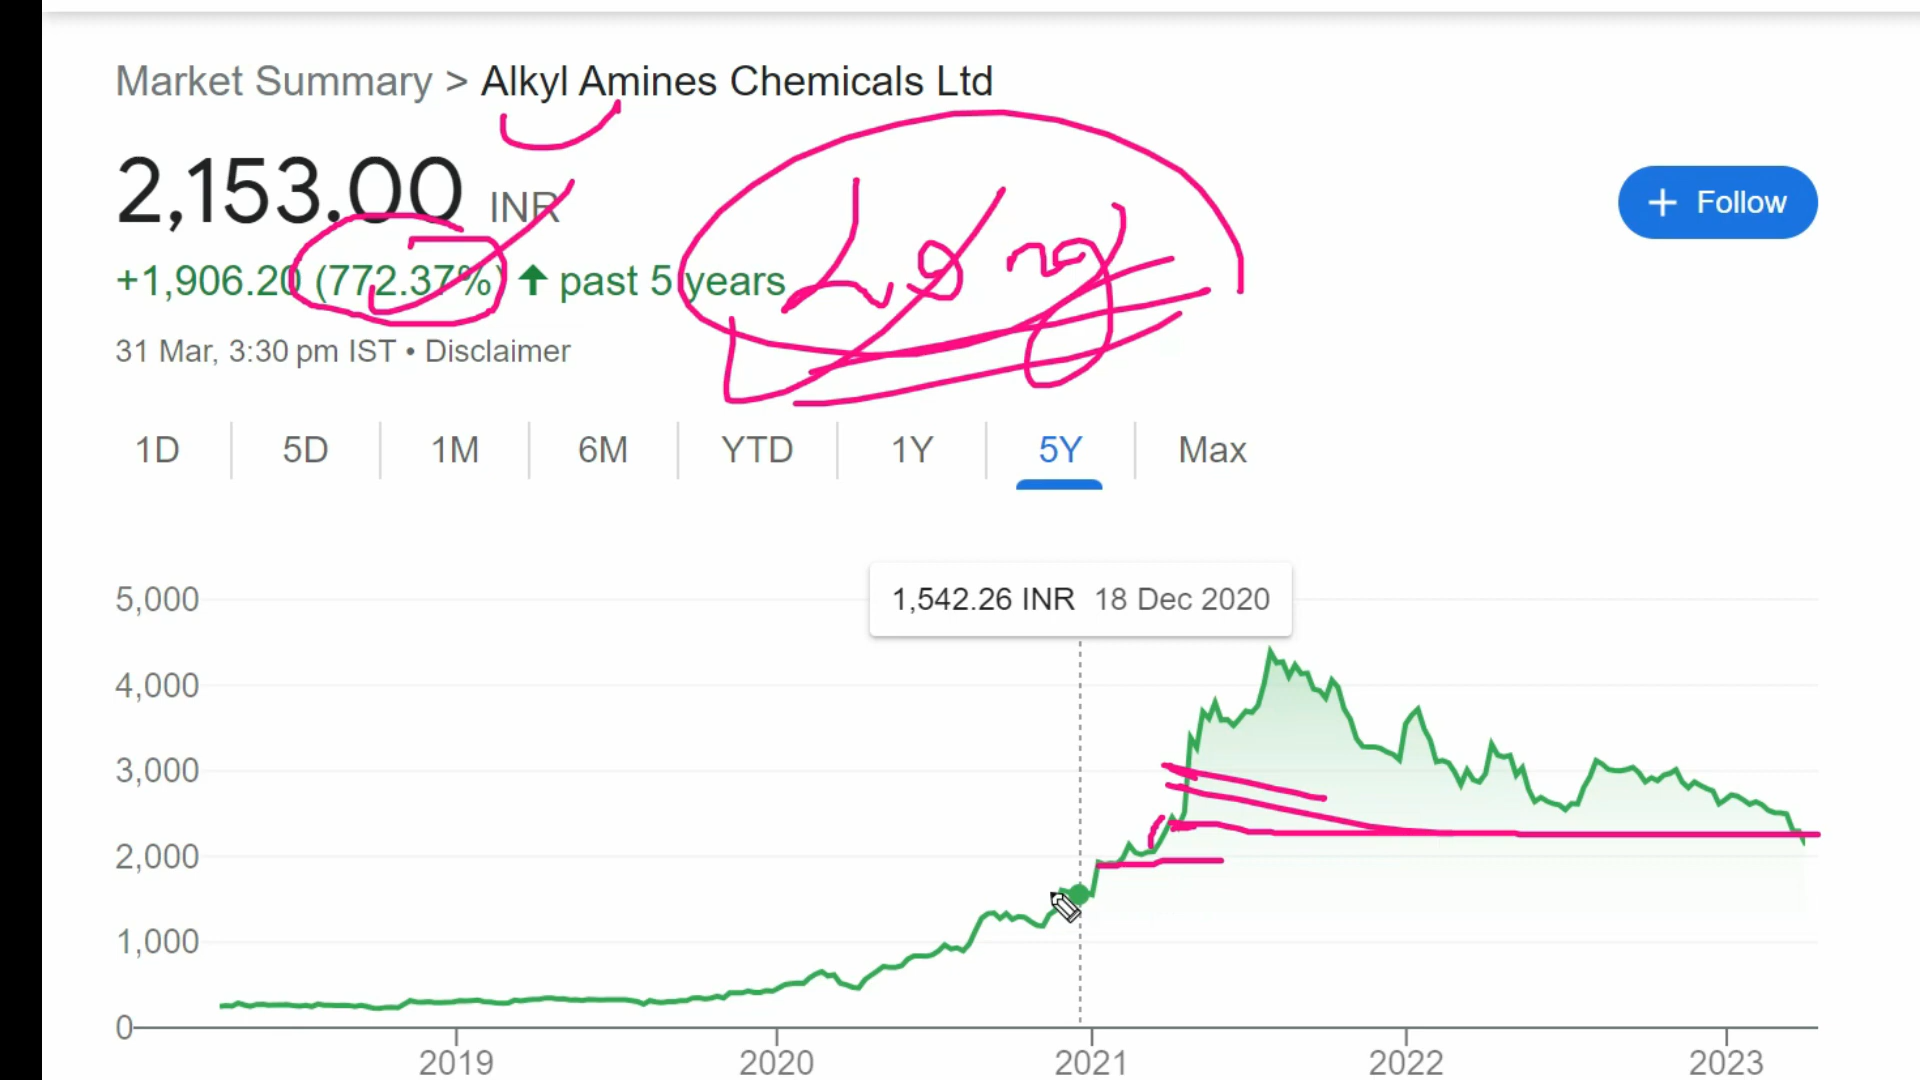 Market Summary > Alkyl Amines Chemicals Ltd
2,153.00 INR
+ Follow
+1,906.20 (772.37%) ↑ past 5 years
Long
31 Mar, 3:30 pm IST • Disclaimer
1D 5D 1M 6M YTD 1Y 5Y Max
1,542.26 INR 18 Dec 2020
5,000
4,000
3,000
2,000
1,000
0
2019 2020 2021 2022 2023